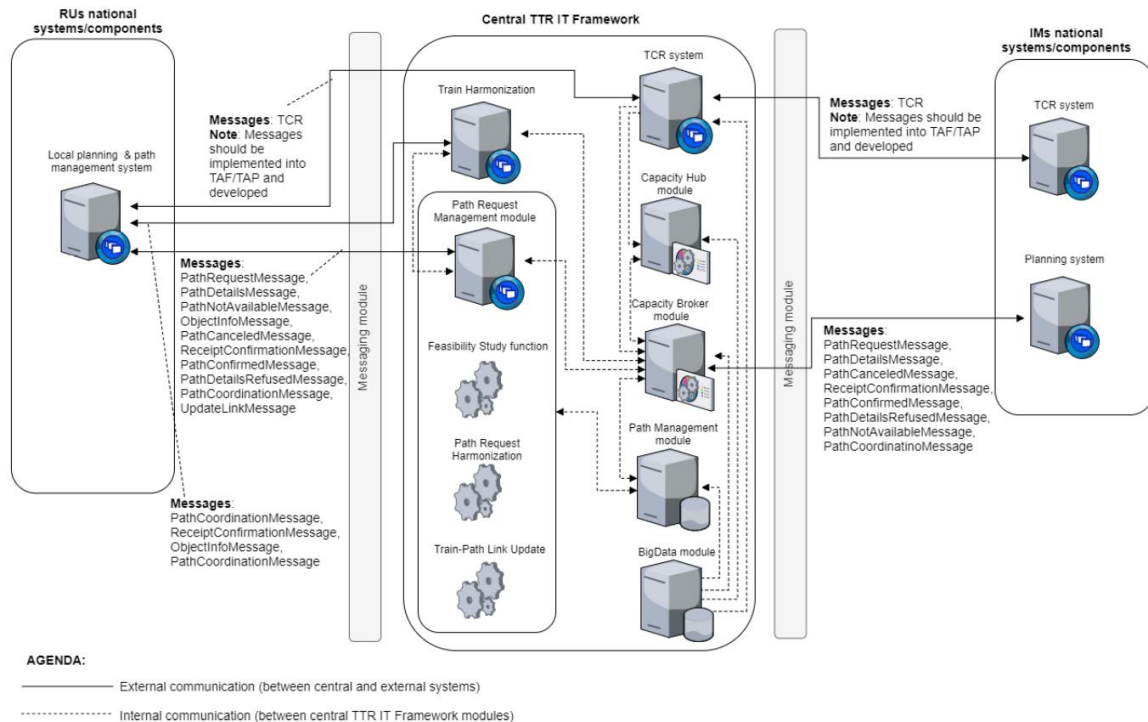 RUs national
systems/components
Central TTR IT Framework
IMs national
systems/components
Local planning & path
management system
Messages: TCR
Note: Messages
should be
implemented into
TAF/TAP and
developed
Messages:
PathRequestMessage,
PathDetailsMessage,
PathNotAvailableMessage,
ObjectInfoMessage,
PathCanceledMessage,
ReceiptConfirmationMessage,
PathConfirmedMessage,
PathDetailsRefusedMessage,
PathCoordinationMessage,
UpdateLinkMessage
Messages:
PathCoordinationMessage,
ReceiptConfirmationMessage,
ObjectInfoMessage,
PathCoordinationMessage
Messaging module
Train Harmonization
Path Request
Management module
Feasibility Study function
Path Request
Harmonization
Train-Path Link Update
TCR system
Capacity Hub
module
Capacity Broker
module
Path Management
module
BigData module
Messaging module
Messages: TCR
Note: Messages should be
implemented into TAF/TAP
and developed
Messages:
PathRequestMessage,
PathDetailsMessage,
PathCanceledMessage,
ReceiptConfirmationMessage,
PathConfirmedMessage,
PathDetailsRefusedMessage,
PathNotAvailableMessage,
PathCoordinatinoMessage
TCR system
Planning system
AGENDA:
External communication (between central and external systems)
Internal communication (between central TTR IT Framework modules)